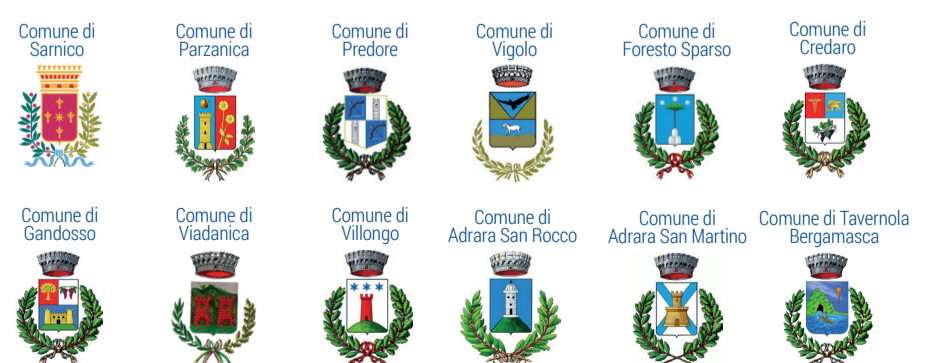 Comune di
Sarnico
Comune di
Parzanica
Comune di
Predore
Comune di
Vigolo
Comune di
Foresto Sparso
Comune di
Credaro
Comune di
Gandosso
Comune di
Viadanica
Comune di
Villongo
Comune di
Adrara San Rocco
Comune di
Adrara San Martino
Comune di Tavernola
Bergamasca